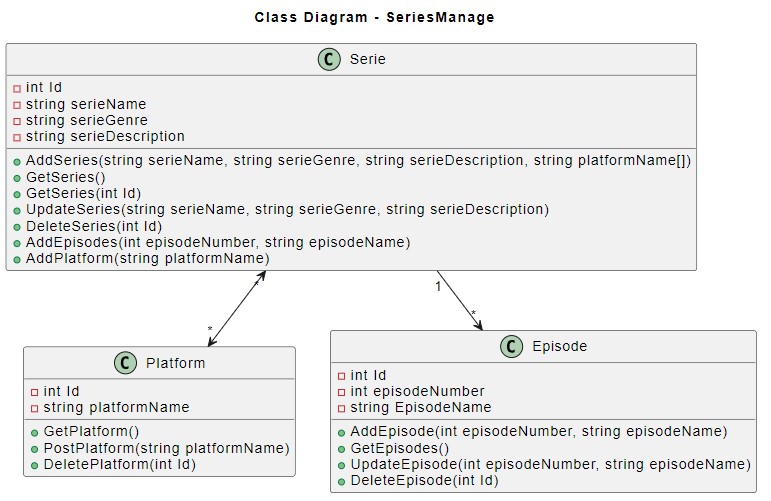 Class Diagram - SeriesManage
C Serie
int Id
string serieName
string serieGenre
string serieDescription
AddSeries(string serieName, string serieGenre, string serieDescription, string platformName[])
GetSeries()
GetSeries(int Id)
UpdateSeries(string serieName, string serieGenre, string serieDescription)
DeleteSeries(int Id)
AddEpisodes(int episodeNumber, string episodeName)
AddPlatform(string platformName)
*
1
*
*
C Platform
int Id
string platformName
GetPlatform()
PostPlatform(string platformName)
DeletePlatform(int Id)
C Episode
int Id
int episodeNumber
string EpisodeName
AddEpisode(int episodeNumber, string episodeName)
GetEpisodes()
UpdateEpisode(int episodeNumber, string episodeName)
DeleteEpisode(int Id)